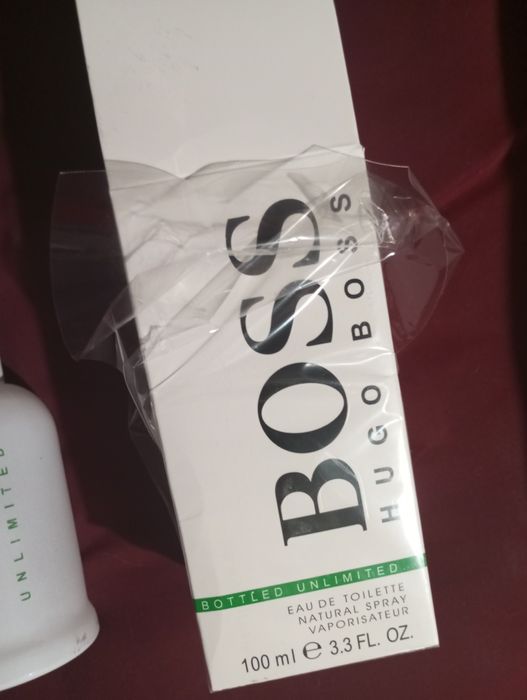 BOSS
HUGO BOSS
BOTTLED UNLIMITED.
EAU DE TOILETTE
NATURAL SPRAY
VAPORISATEUR
100 ml ℮ 3.3 FL. OZ.
UNLIMITED